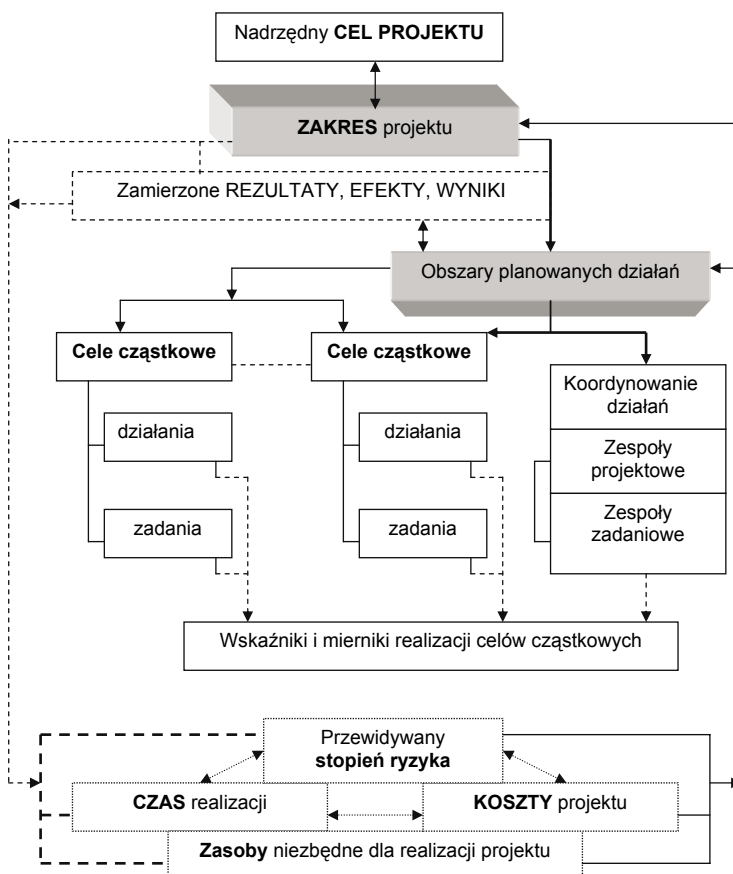 Nadrzędny CEL PROJEKTU
ZAKRES projektu
Zamierzone REZULTATY, EFEKTY, WYNIKI
Obszary planowanych działań
Cele cząstkowe
Cele cząstkowe
Koordynowanie
działań
działania
działania
Zespoły
projektowe
zadania
zadania
Zespoły
zadaniowe
Wskaźniki i mierniki realizacji celów cząstkowych
Przewidywany
stopień ryzyka
CZAS realizacji
KOSZTY projektu
Zasoby niezbędne dla realizacji projektu